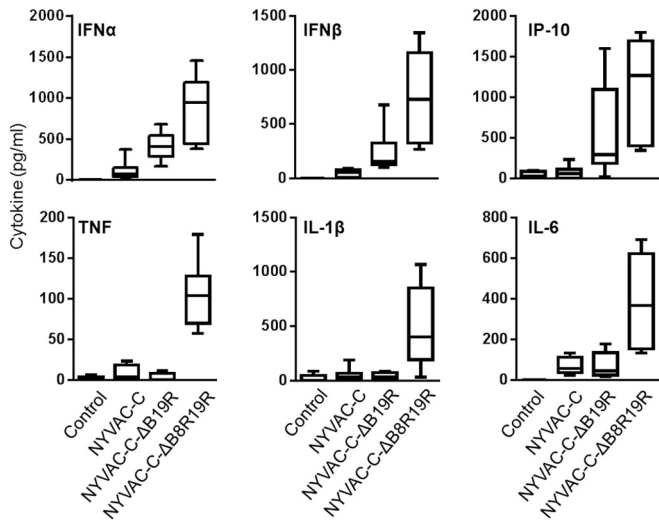 Cytokine (pg/ml)
IFNα
2000
1500
1000
500
0
IFNβ
1500
1000
500
0
IP-10
2000
1500
1000
500
0
TNF
200
150
100
50
0
IL-1β
1500
1000
500
0
IL-6
800
600
400
200
0
Control
NYVAC-C
NYVAC-C-ΔB19R
NYVAC-C-ΔB8R19R
Control
NYVAC-C
NYVAC-C-ΔB19R
NYVAC-C-ΔB8R19R
Control
NYVAC-C
NYVAC-C-ΔB19R
NYVAC-C-ΔB8R19R